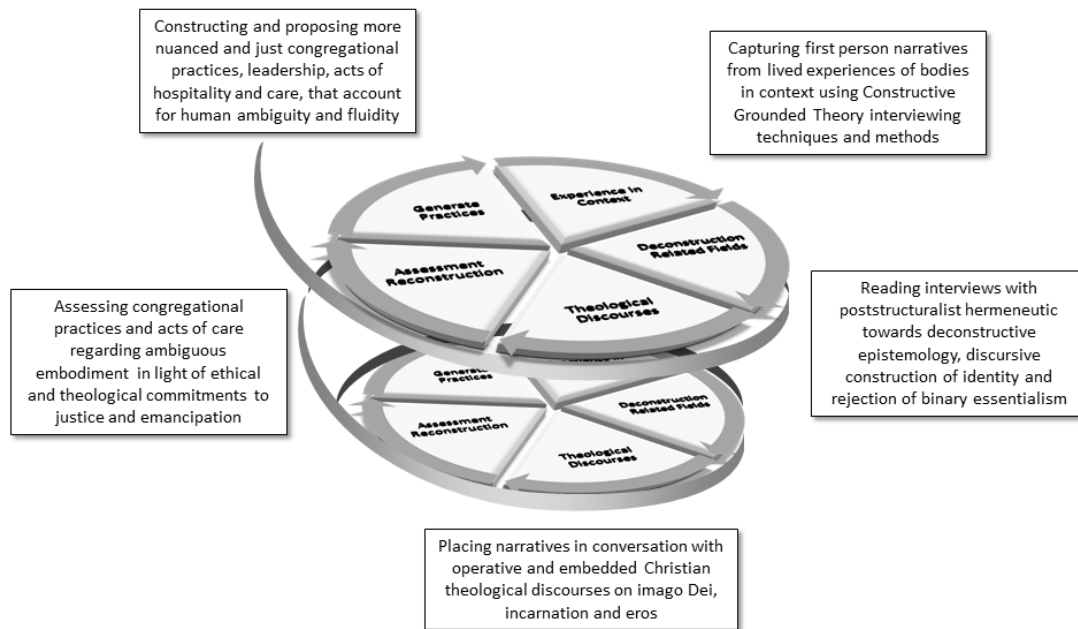 Constructing and proposing more
nuanced and just congregational
practices, leadership, acts of
hospitality and care, that account
for human ambiguity and fluidity
Capturing first person narratives
from lived experiences of bodies
in context using Constructive
Grounded Theory interviewing
techniques and methods
Generate
Practices
Experience in
Context
Deconstruction
Related Fields
Assessment
Reconstruction
Theological
Discourses
Assessing congregational
practices and acts of care
regarding ambiguous
embodiment in light of ethical
and theological commitments to
justice and emancipation
Reading interviews with
poststructuralist hermeneutic
towards deconstructive
epistemology, discursive
construction of identity and
rejection of binary essentialism
Generate
Practices
Deconstruction
Related Fields
Assessment
Reconstruction
Theological
Discourses
Placing narratives in conversation with
operative and embedded Christian
theological discourses on imago Dei,
incarnation and eros